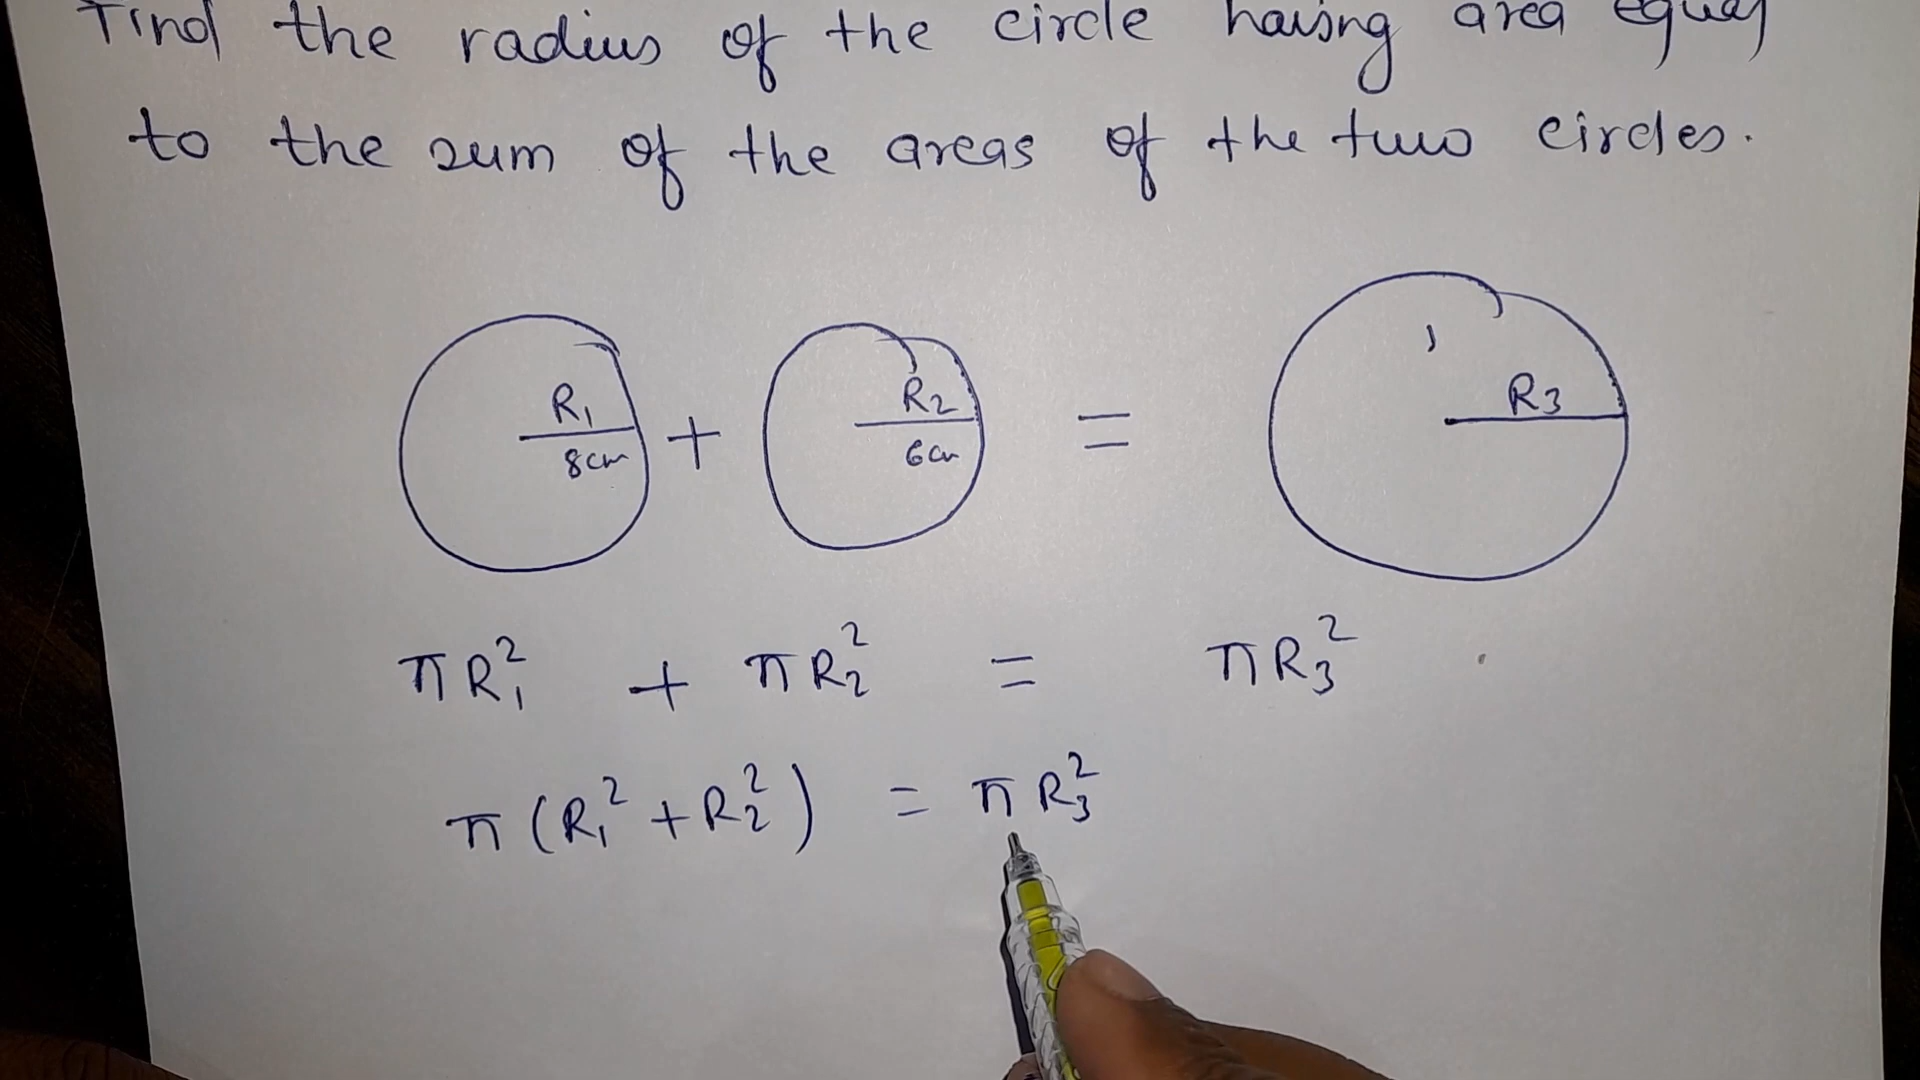 Find the radius of the circle having area equal
to the sum of the areas of the two circles.
R₁ 8cm + R₂ 6cm = R₃
πR₁² + πR₂² = πR₃²
π(R₁² + R₂²) = πR₃²